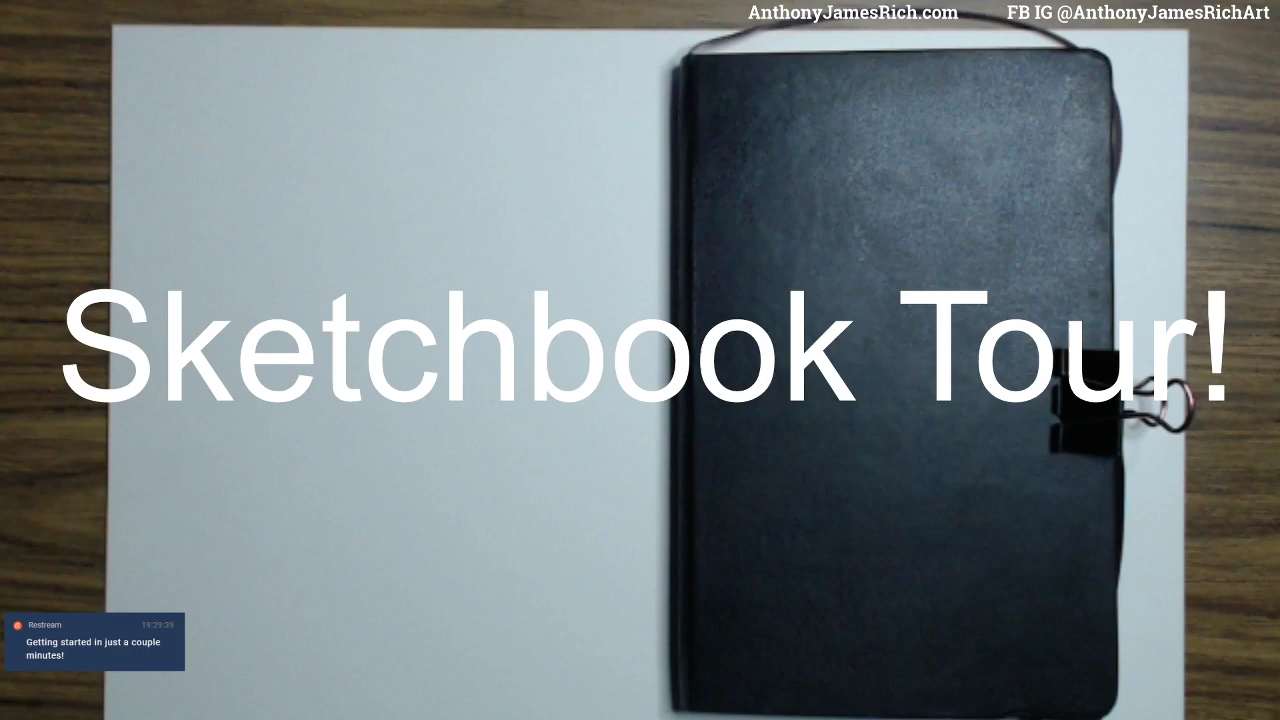 AnthonyJamesRich.com FB IG @AnthonyJamesRichArt
Sketchbook Tour!
Restream 19:29:39
Getting started in just a couple
minutes!